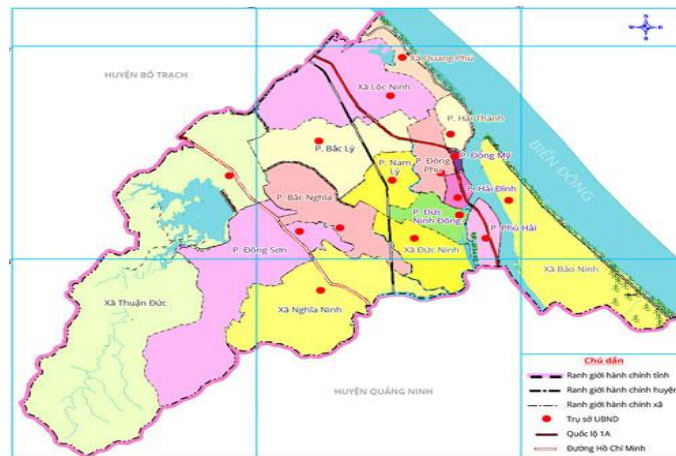 N
W E
S
Xã Quang Phú
HUYỆN BỐ TRẠCH
Xã Lộc Ninh
P. Hải Thành
P. Bắc Lý
P. Đồng Mỹ
P. Nam
Lý
P. Đồng
Phú
BIỂN ĐÔNG
P. Bắc Nghĩa
P. Hải Đình
P. Đức
Ninh Đông
P. Phú Hải
P. Đồng Sơn
Xã Đức Ninh
Xã Bảo Ninh
Xã Thuận Đức
Xã Nghĩa Ninh
HUYỆN QUẢNG NINH
Chú dẫn
Ranh giới hành chính tỉnh
Ranh giới hành chính huyện
Ranh giới hành chính xã
Trụ sở UBND
Quốc lộ 1A
Đường Hồ Chí Minh